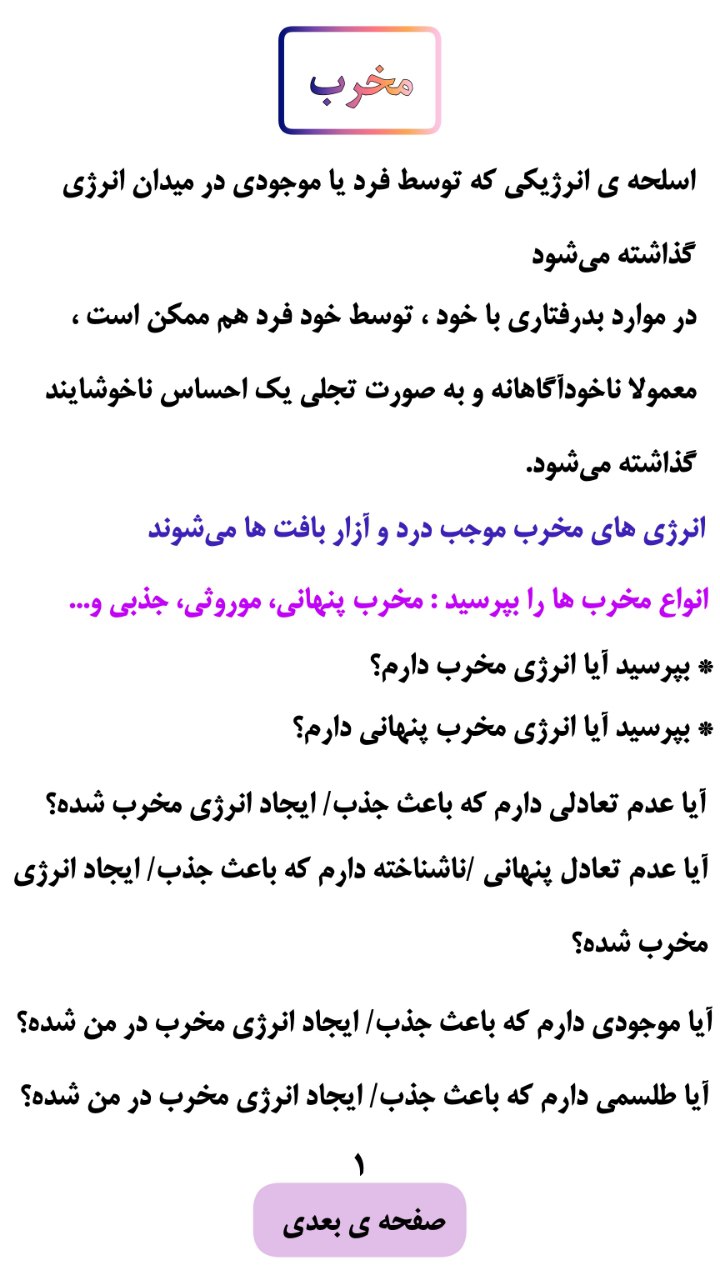 مخرب
اسلحه ی انرژیکی که توسط فرد یا موجودی در میدان انرژی
گذاشته می‌شود
در موارد بدرفتاری با خود ، توسط خود فرد هم ممکن است ،
معمولا ناخودآگاهانه و به صورت تجلی یک احساس ناخوشایند
گذاشته می‌شود.
انرژی های مخرب موجب درد و آزار بافت ها می‌شوند
انواع مخرب ها را بپرسید : مخرب پنهانی، موروثی، جذبی و...
* بپرسید آیا انرژی مخرب دارم؟
* بپرسید آیا انرژی مخرب پنهانی دارم؟
آیا عدم تعادلی دارم که باعث جذب/ ایجاد انرژی مخرب شده؟
آیا عدم تعادل پنهانی /ناشناخته دارم که باعث جذب/ ایجاد انرژی
مخرب شده؟
آیا موجودی دارم که باعث جذب/ ایجاد انرژی مخرب در من شده؟
آیا طلسمی دارم که باعث جذب/ ایجاد انرژی مخرب در من شده؟
۱
صفحه ی بعدی